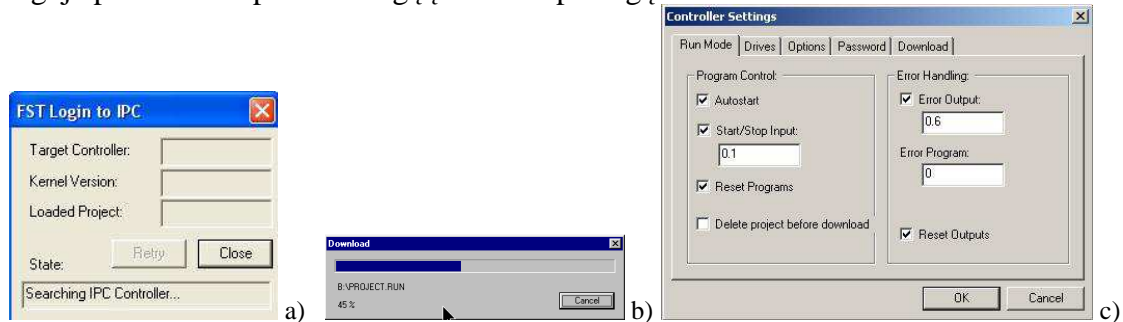 Controller Settings
Run Mode Drives Options Password Download
Program Control:
Autostart
Start/Stop Input:
0.1
Reset Programs
Delete project before download
Error Handling:
Error Output:
0.6
Error Program:
0
Reset Outputs
OK Cancel
c)
FST Login to IPC
Target Controller:
Kernel Version:
Loaded Project:
Retry Close
State:
Searching IPC Controller...
a)
Download
B:\PROJECT.RUN
45 %
Cancel
b)